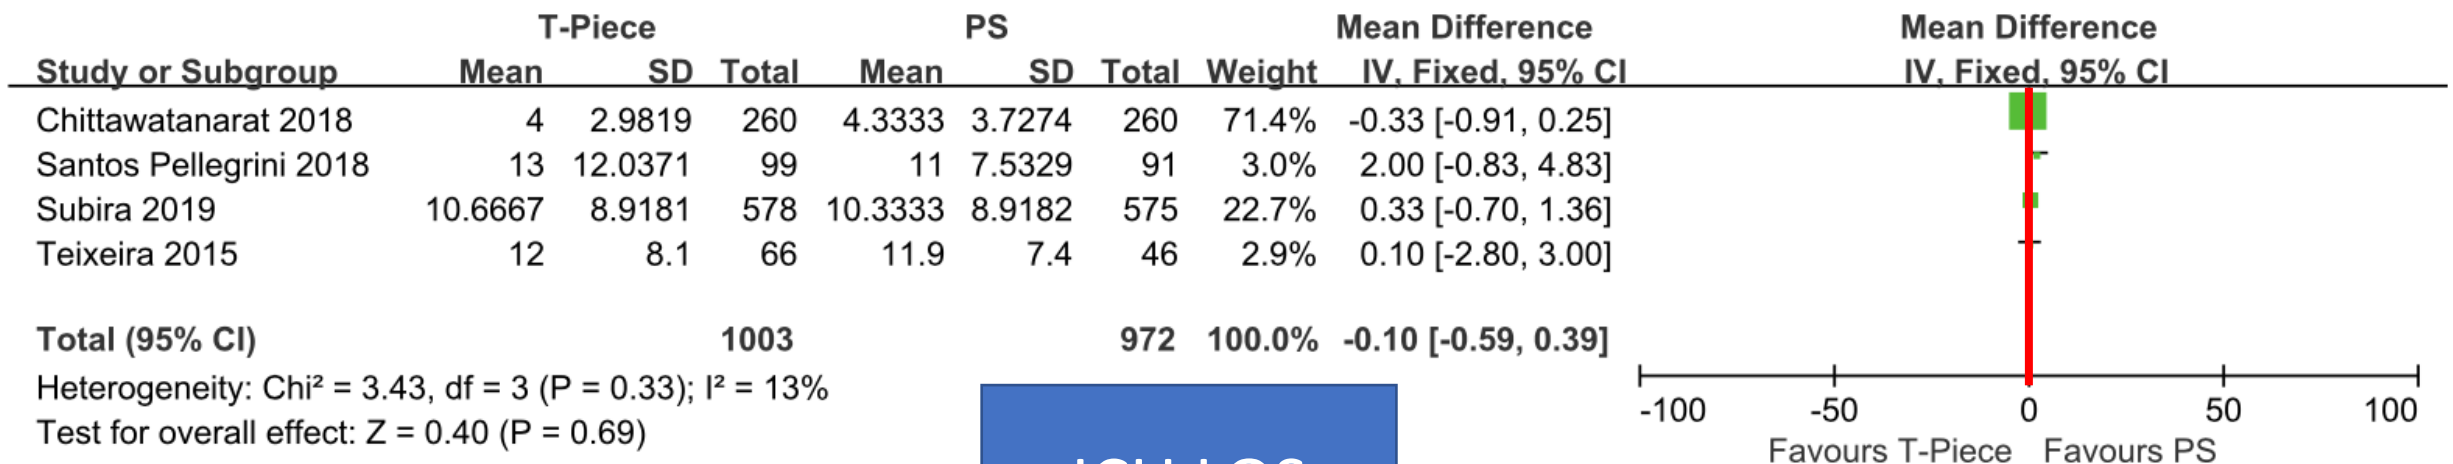 T-Piece PS Mean Difference Mean Difference
Study or Subgroup Mean SD Total Mean SD Total Weight IV, Fixed, 95% CI IV, Fixed, 95% CI
Chittawatanarat 2018 4 2.9819 260 4.3333 3.7274 260 71.4% -0.33 [-0.91, 0.25]
Santos Pellegrini 2018 13 12.0371 99 11 7.5329 91 3.0% 2.00 [-0.83, 4.83]
Subira 2019 10.6667 8.9181 578 10.3333 8.9182 575 22.7% 0.33 [-0.70, 1.36]
Teixeira 2015 12 8.1 66 11.9 7.4 46 2.9% 0.10 [-2.80, 3.00]
Total (95% CI) 1003 972 100.0% -0.10 [-0.59, 0.39]
Heterogeneity: Chi² = 3.43, df = 3 (P = 0.33); I² = 13%
Test for overall effect: Z = 0.40 (P = 0.69)
-100 -50 0 50 100
Favours T-Piece Favours PS